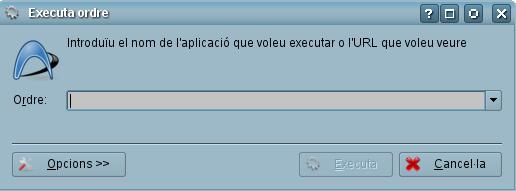 Executa ordre
Introduïu el nom de l'aplicació que voleu executar o l'URL que voleu veure
Ordre:
Opcions >>
Executa
Cancel·la